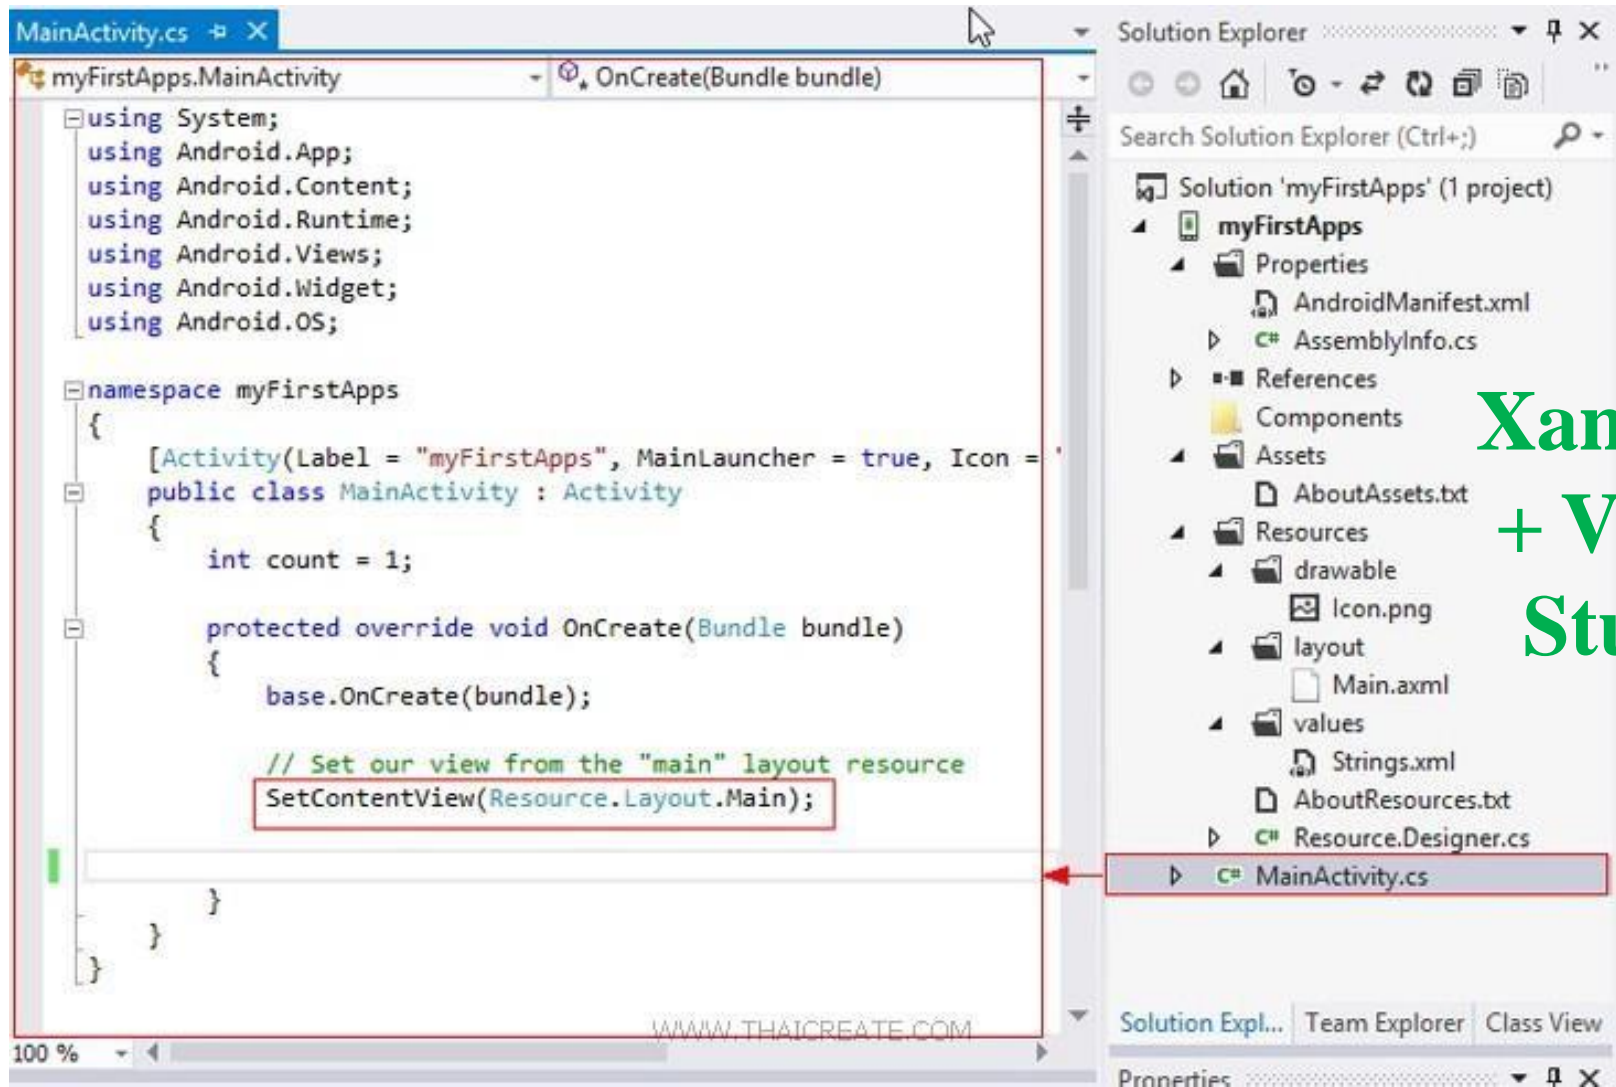 MainActivity.cs
myFirstApps.MainActivity
OnCreate(Bundle bundle)
using System;
using Android.App;
using Android.Content;
using Android.Runtime;
using Android.Views;
using Android.Widget;
using Android.OS;
namespace myFirstApps
{
[Activity(Label = "myFirstApps", MainLauncher = true, Icon = "
public class MainActivity : Activity
{
int count = 1;
protected override void OnCreate(Bundle bundle)
{
base.OnCreate(bundle);
// Set our view from the "main" layout resource
SetContentView(Resource.Layout.Main);
}
}
}
WWW.THAICREATE.COM
100 %
Solution Explorer
Search Solution Explorer (Ctrl+;)
Solution 'myFirstApps' (1 project)
myFirstApps
Properties
AndroidManifest.xml
C# AssemblyInfo.cs
References
Components
Assets
AboutAssets.txt
Resources
drawable
Icon.png
layout
Main.axml
values
Strings.xml
AboutResources.txt
C# Resource.Designer.cs
C# MainActivity.cs
Solution Expl... Team Explorer Class View
Properties
+